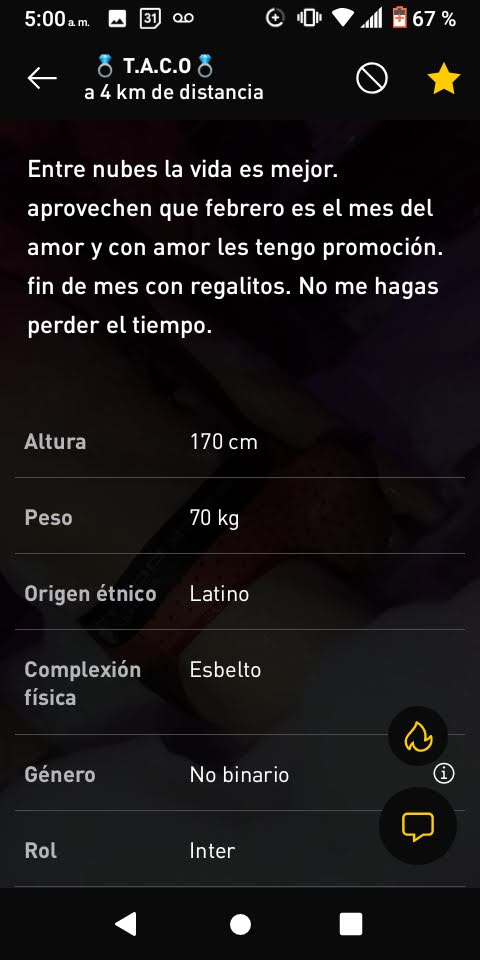 5:00 a. m. 31 67 %
💍 T.A.C.O 💍
a 4 km de distancia
Entre nubes la vida es mejor.
aprovechen que febrero es el mes del
amor y con amor les tengo promoción.
fin de mes con regalitos. No me hagas
perder el tiempo.
Altura 170 cm
Peso 70 kg
Origen étnico Latino
Complexión Esbelto
física
Género No binario
Rol Inter